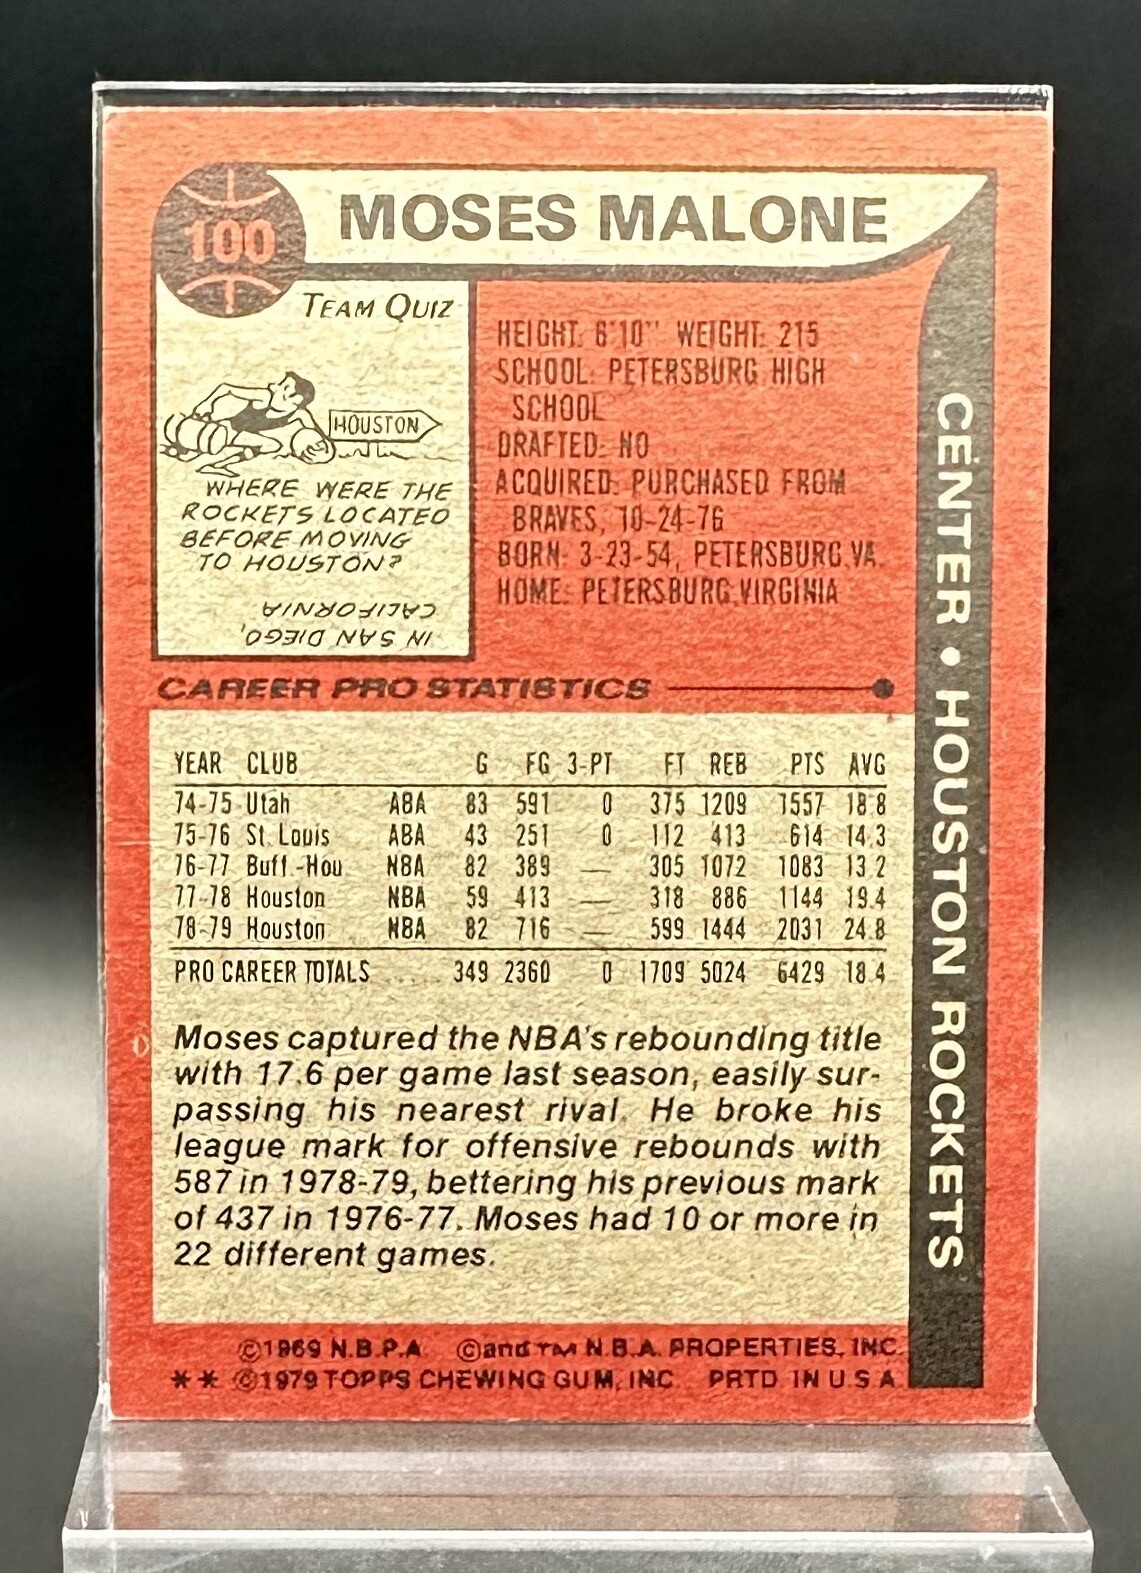 100
MOSES MALONE
TEAM QUIZ
HOUSTON
WHERE WERE THE
ROCKETS LOCATED
BEFORE MOVING
TO HOUSTON?
IN SAN DIEGO,
CALIFORNIA
HEIGHT: 6'10" WEIGHT: 215
SCHOOL: PETERSBURG HIGH
SCHOOL
DRAFTED: NO
ACQUIRED: PURCHASED FROM
BRAVES, 10-24-76
BORN: 3-23-54, PETERSBURG, VA.
HOME: PETERSBURG, VIRGINIA
CENTER • HOUSTON ROCKETS
CAREER PRO STATISTICS
YEAR CLUB G FG 3-PT FT REB PTS AVG
74-75 Utah ABA 83 591 0 375 1209 1557 18.8
75-76 St. Louis ABA 43 251 0 112 413 614 14.3
76-77 Buff.-Hou NBA 82 389 — 305 1072 1083 13.2
77-78 Houston NBA 59 413 — 318 886 1144 19.4
78-79 Houston NBA 82 716 — 599 1444 2031 24.8
PRO CAREER TOTALS ..... 349 2360 0 1709 5024 6429 18.4
Moses captured the NBA's rebounding title
with 17.6 per game last season, easily sur-
passing his nearest rival. He broke his
league mark for offensive rebounds with
587 in 1978-79, bettering his previous mark
of 437 in 1976-77. Moses had 10 or more in
22 different games.
©1969 N.B.P.A ©and TM N.B.A. PROPERTIES, INC.
** ©1979 TOPPS CHEWING GUM, INC. PRTD. IN U.S.A.